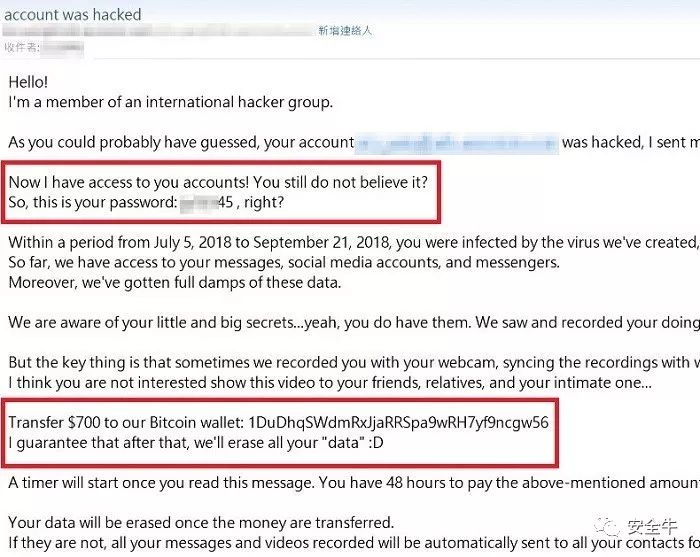 account was hacked
新增連絡人
收件者:
Hello!
I'm a member of an international hacker group.
As you could probably have guessed, your account was hacked, I sent m
Now I have access to you accounts! You still do not believe it?
So, this is your password: 45 , right?
Within a period from July 5, 2018 to September 21, 2018, you were infected by the virus we've created,
So far, we have access to your messages, social media accounts, and messengers.
Moreover, we've gotten full damps of these data.
We are aware of your little and big secrets...yeah, you do have them. We saw and recorded your doing
But the key thing is that sometimes we recorded you with your webcam, syncing the recordings with w
I think you are not interested show this video to your friends, relatives, and your intimate one...
Transfer $700 to our Bitcoin wallet: 1DuDhqSWdmRxJjaRRSpa9wRH7yf9ncgw56
I guarantee that after that, we'll erase all your "data" :D
A timer will start once you read this message. You have 48 hours to pay the above-mentioned amoun
Your data will be erased once the money are transferred.
If they are not, all your messages and videos recorded will be automatically sent to all your contacts fo
安全牛